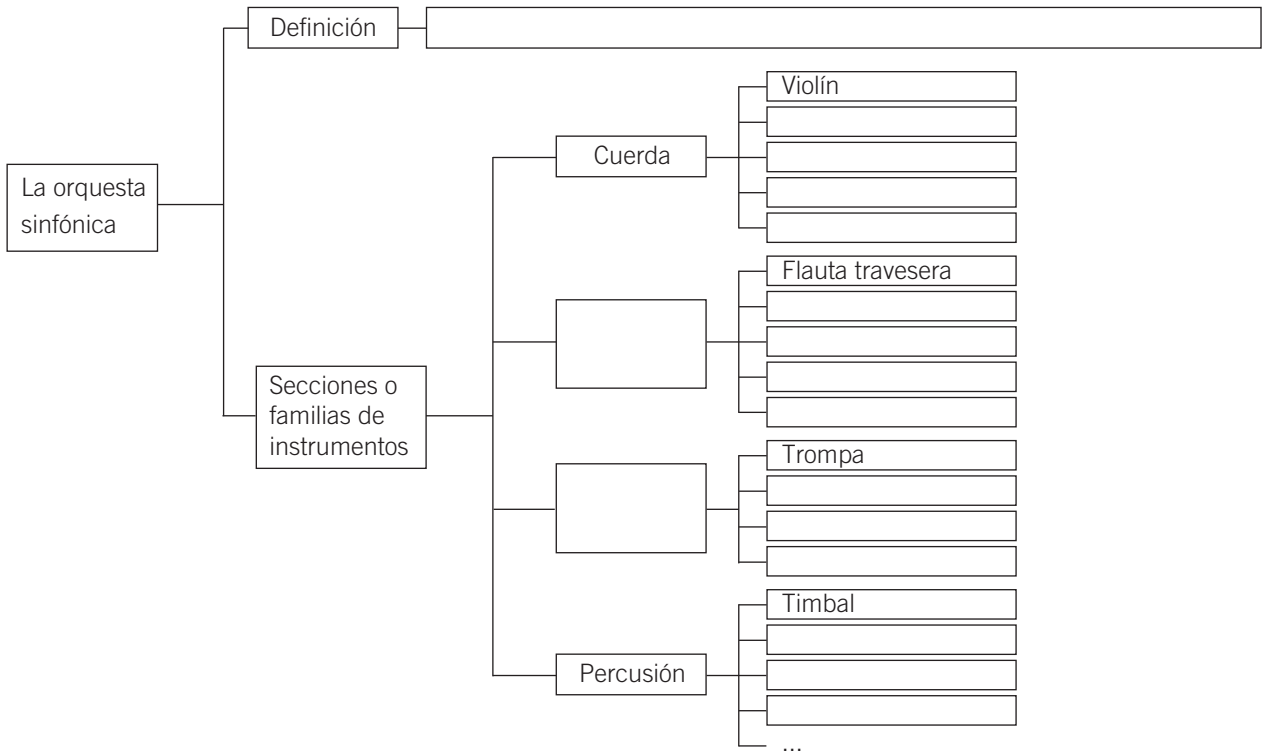 Definición
Violín
Cuerda
La orquesta
sinfónica
Flauta travesera
Secciones o
familias de
instrumentos
Trompa
Timbal
Percusión
...